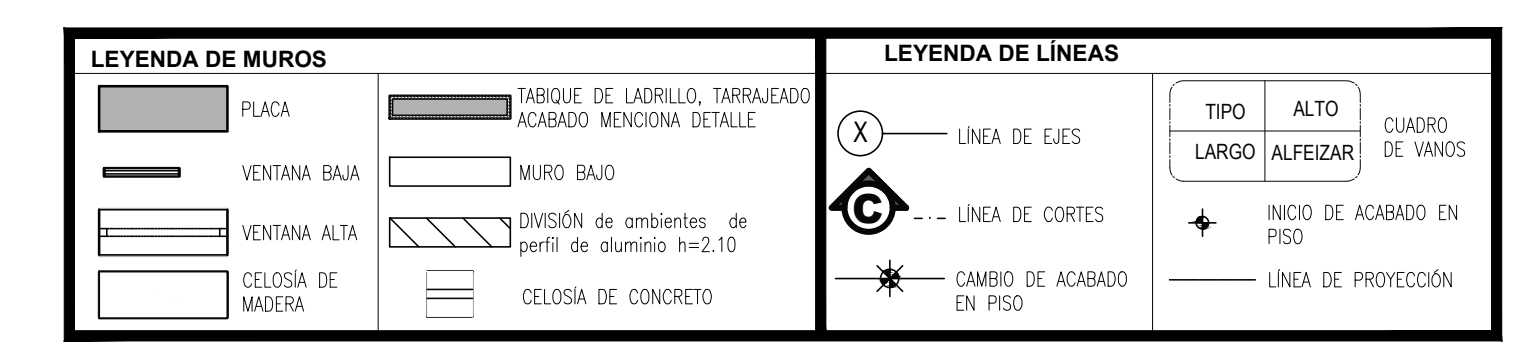 LEYENDA DE MUROS
PLACA
VENTANA BAJA
VENTANA ALTA
CELOSÍA DE
MADERA
TABIQUE DE LADRILLO, TARRAJEADO
ACABADO MENCIONA DETALLE
MURO BAJO
DIVISIÓN de ambientes de
perfil de aluminio h=2.10
CELOSÍA DE CONCRETO
LEYENDA DE LÍNEAS
X
LÍNEA DE EJES
C
LÍNEA DE CORTES
CAMBIO DE ACABADO
EN PISO
TIPO ALTO
LARGO ALFEIZAR
CUADRO
DE VANOS
INICIO DE ACABADO EN
PISO
LÍNEA DE PROYECCIÓN